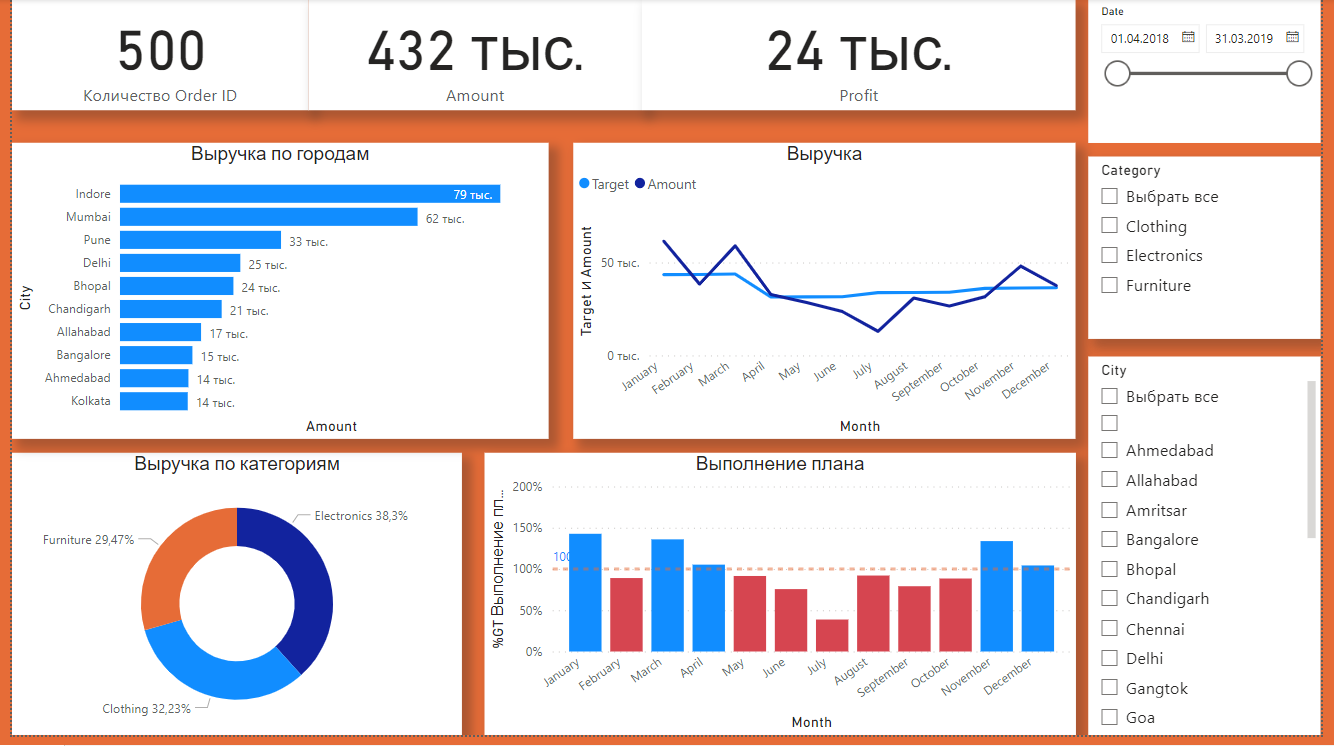 500
Количество Order ID
432 тыс.
Amount
24 тыс.
Profit
Date
01.04.2018
31.03.2019
Выручка по городам
City
Indore 79 тыс.
Mumbai 62 тыс.
Pune 33 тыс.
Delhi 25 тыс.
Bhopal 24 тыс.
Chandigarh 21 тыс.
Allahabad 17 тыс.
Bangalore 15 тыс.
Ahmedabad 14 тыс.
Kolkata 14 тыс.
Amount
Выручка
Target Amount
Target и Amount
50 тыс.
0 тыс.
January
February
March
April
May
June
July
August
September
October
November
December
Month
Category
Выбрать все
Clothing
Electronics
Furniture
Выручка по категориям
Electronics 38,3%
Furniture 29,47%
Clothing 32,23%
Выполнение плана
%GT Выполнение пл...
200%
150%
100%
50%
0%
100
January
February
March
April
May
June
July
August
September
October
November
December
Month
City
Выбрать все
Ahmedabad
Allahabad
Amritsar
Bangalore
Bhopal
Chandigarh
Chennai
Delhi
Gangtok
Goa